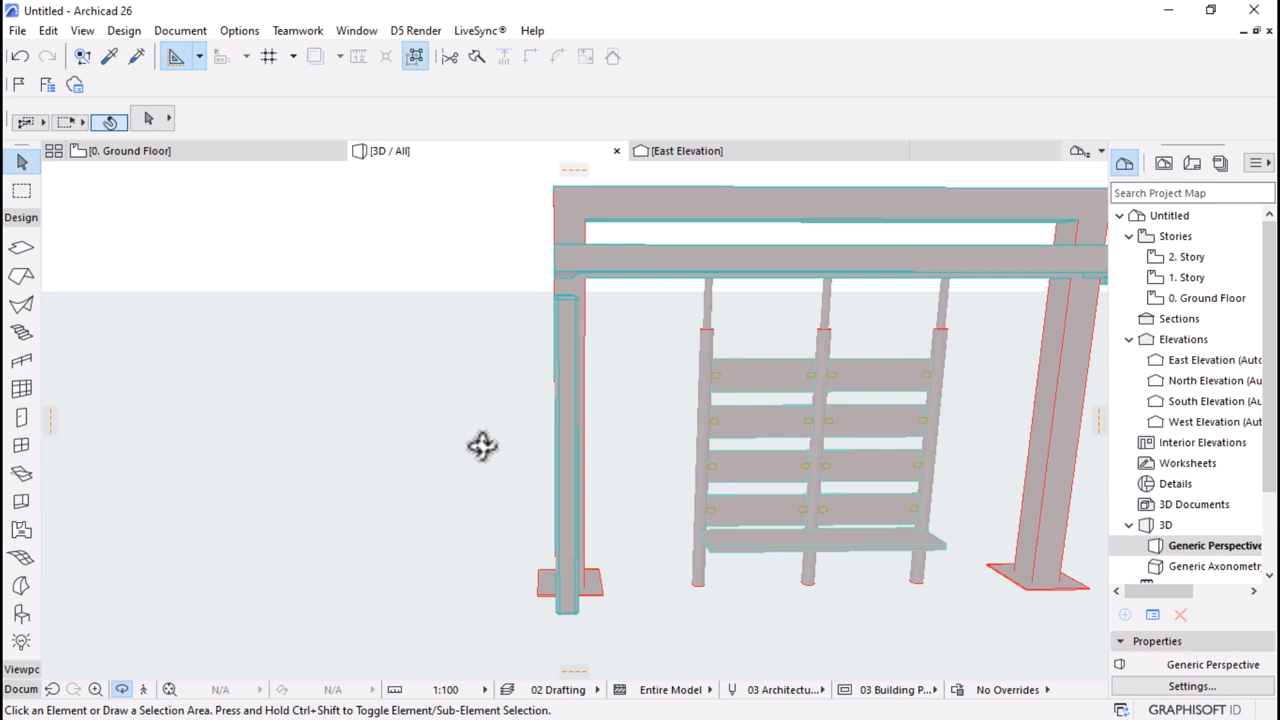 Untitled - Archicad 26
File Edit View Design Document Options Teamwork Window D5 Render LiveSync® Help
[0. Ground Floor]
[3D / All]
[East Elevation]
Design
Viewpc
Docum
Search Project Map
Untitled
Stories
2. Story
1. Story
0. Ground Floor
Sections
Elevations
East Elevation (Auto
North Elevation (Au
South Elevation (Au
West Elevation (Aut
Interior Elevations
Worksheets
Details
3D Documents
3D
Generic Perspective
Generic Axonometr
Properties
Generic Perspective
Settings...
N/A N/A 1:100 02 Drafting Entire Model 03 Architectu... 03 Building P... No Overrides
Click an Element or Draw a Selection Area. Press and Hold Ctrl+Shift to Toggle Element/Sub-Element Selection.
GRAPHISOFT ID